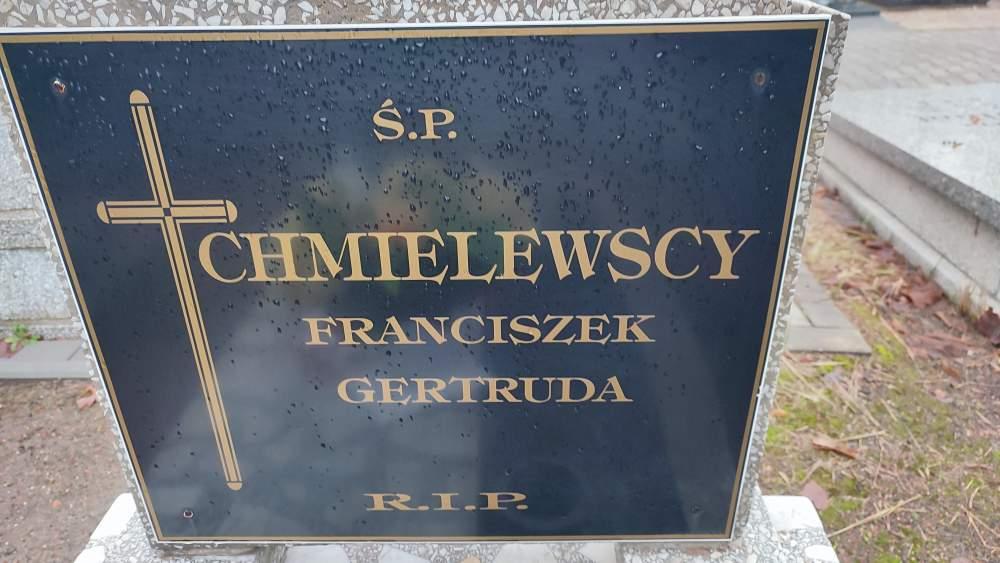 Ś.P.
CHMIELEWSCY
FRANCISZEK
GERTRUDA
R.I.P.